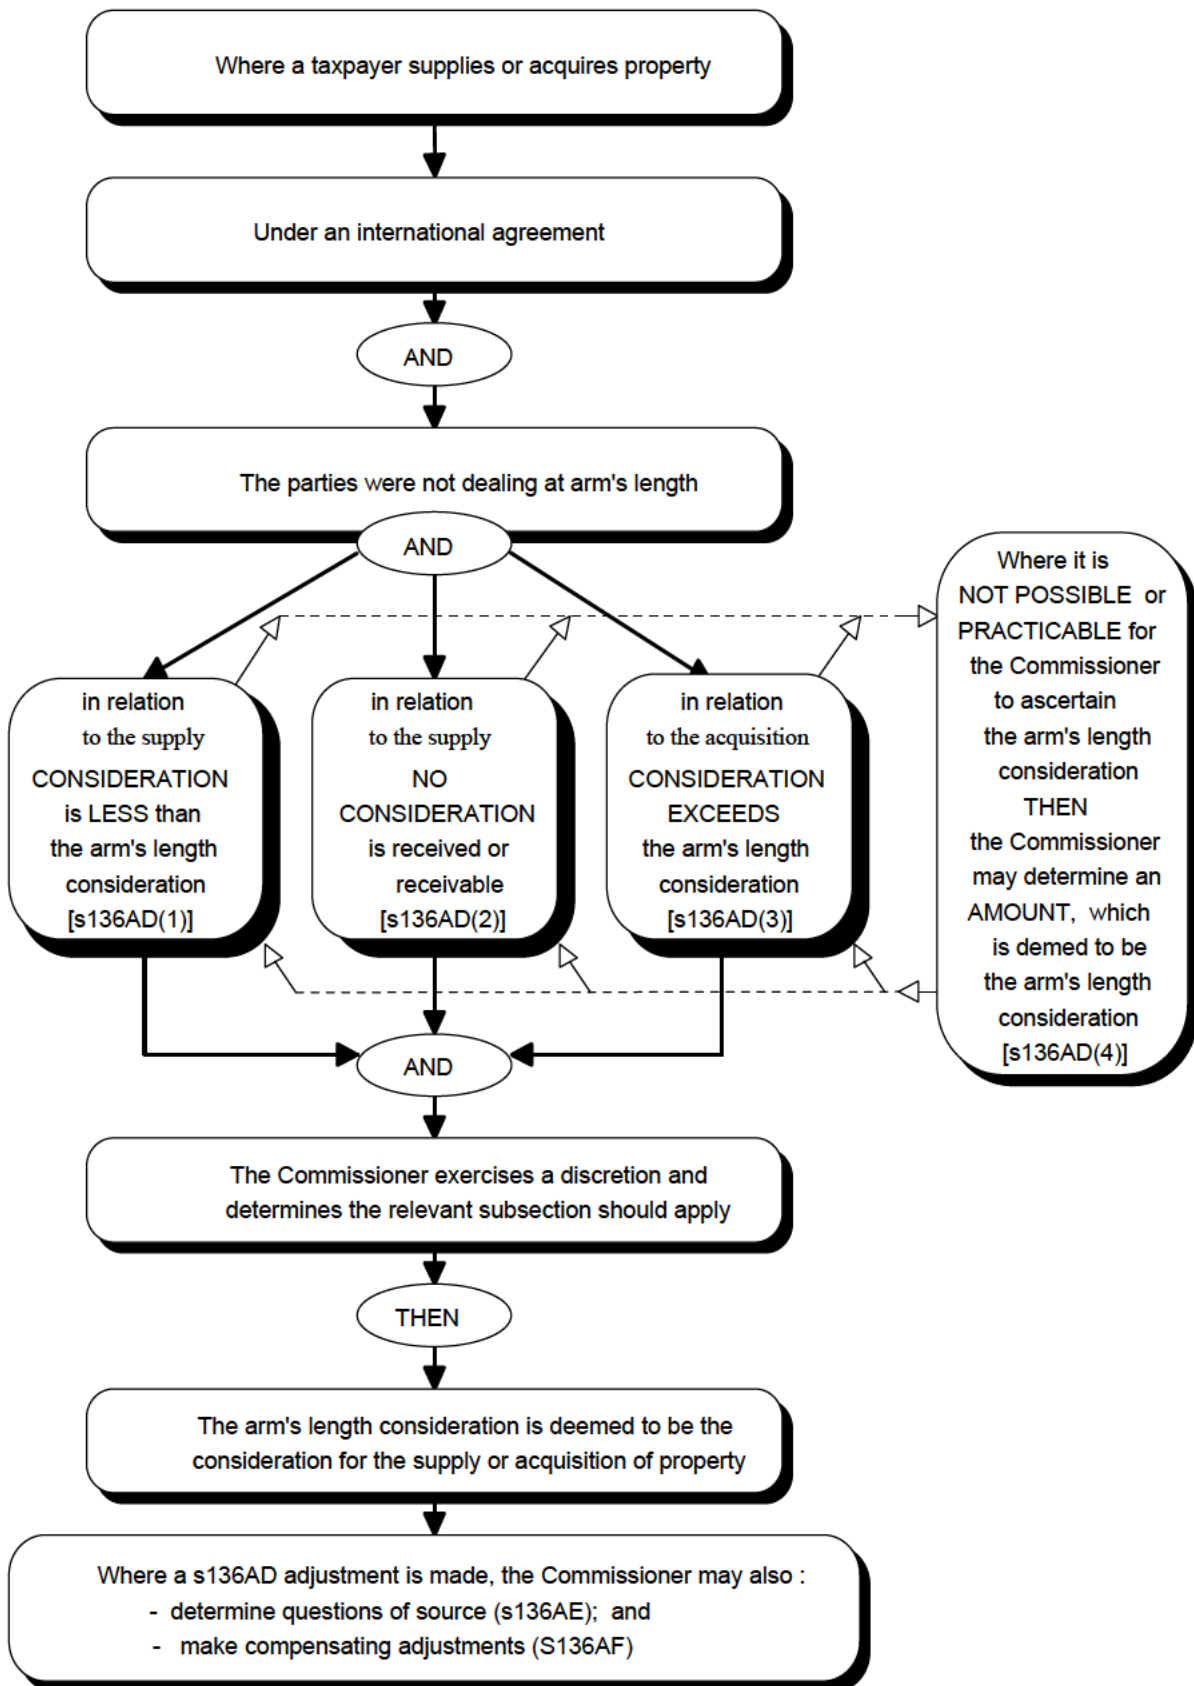 Where a taxpayer supplies or acquires property
Under an international agreement
AND
The parties were not dealing at arm's length
AND
in relation
to the supply
CONSIDERATION
is LESS than
the arm's length
consideration
[s136AD(1)]
in relation
to the supply
NO
CONSIDERATION
is received or
receivable
[s136AD(2)]
in relation
to the acquisition
CONSIDERATION
EXCEEDS
the arm's length
consideration
[s136AD(3)]
Where it is
NOT POSSIBLE or
PRACTICABLE for
the Commissioner
to ascertain
the arm's length
consideration
THEN
the Commissioner
may determine an
AMOUNT, which
is demed to be
the arm's length
consideration
[s136AD(4)]
AND
The Commissioner exercises a discretion and
determines the relevant subsection should apply
THEN
The arm's length consideration is deemed to be the
consideration for the supply or acquisition of property
Where a s136AD adjustment is made, the Commissioner may also :
- determine questions of source (s136AE); and
- make compensating adjustments (S136AF)